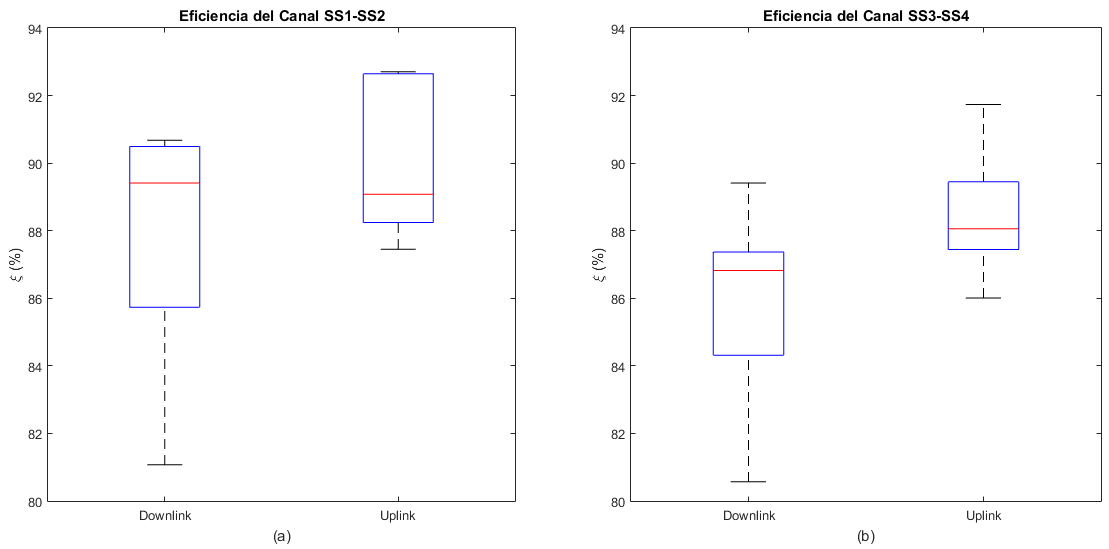 Eficiencia del Canal SS1-SS2
94
92
90
88
86
84
82
80
ξ (%)
Downlink Uplink
(a)
Eficiencia del Canal SS3-SS4
94
92
90
88
86
84
82
80
ξ (%)
Downlink Uplink
(b)